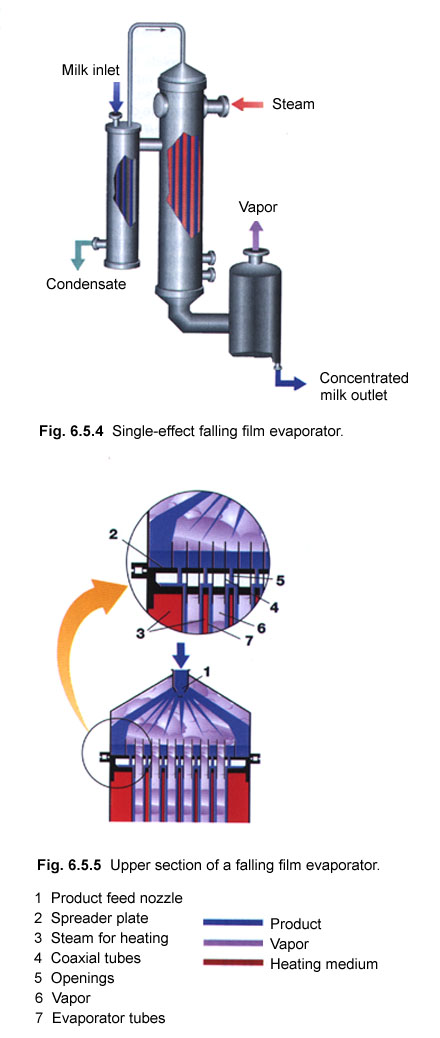 Milk inlet
Steam
Vapor
Condensate
Concentrated
milk outlet
Fig. 6.5.4 Single-effect falling film evaporator.
2
5
4
3
6
7
1
Fig. 6.5.5 Upper section of a falling film evaporator.
1 Product feed nozzle
2 Spreader plate
3 Steam for heating
4 Coaxial tubes
5 Openings
6 Vapor
7 Evaporator tubes
Product
Vapor
Heating medium